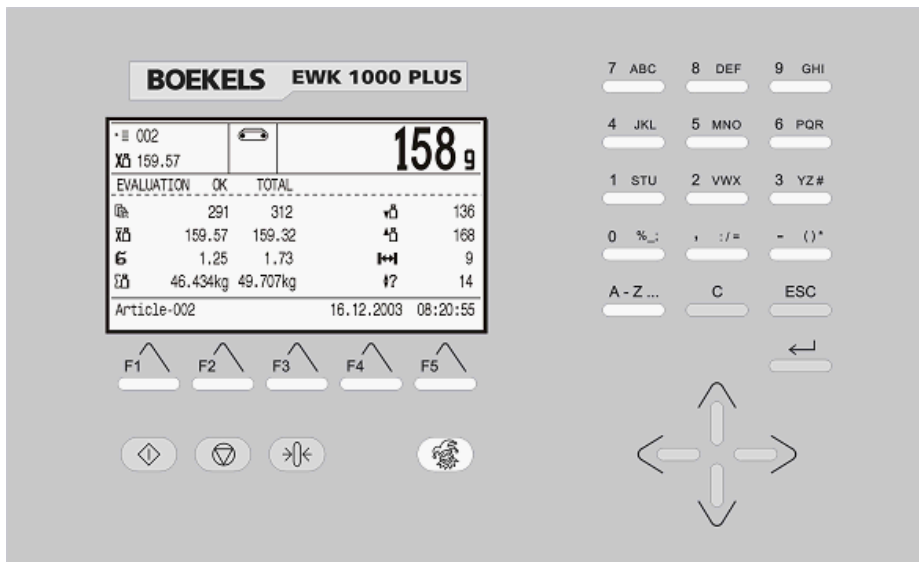 BOEKELS EWK 1000 PLUS
002
159.57
158 g
EVALUATION OK TOTAL
291 312 136
159.57 159.32 168
1.25 1.73 9
46.434kg 49.707kg ? 14
Article-002 16.12.2003 08:20:55
F1 F2 F3 F4 F5
7 ABC 8 DEF 9 GHI
4 JKL 5 MNO 6 PQR
1 STU 2 VWX 3 YZ#
0 %_; , :/= - ()*
A - Z ... C ESC